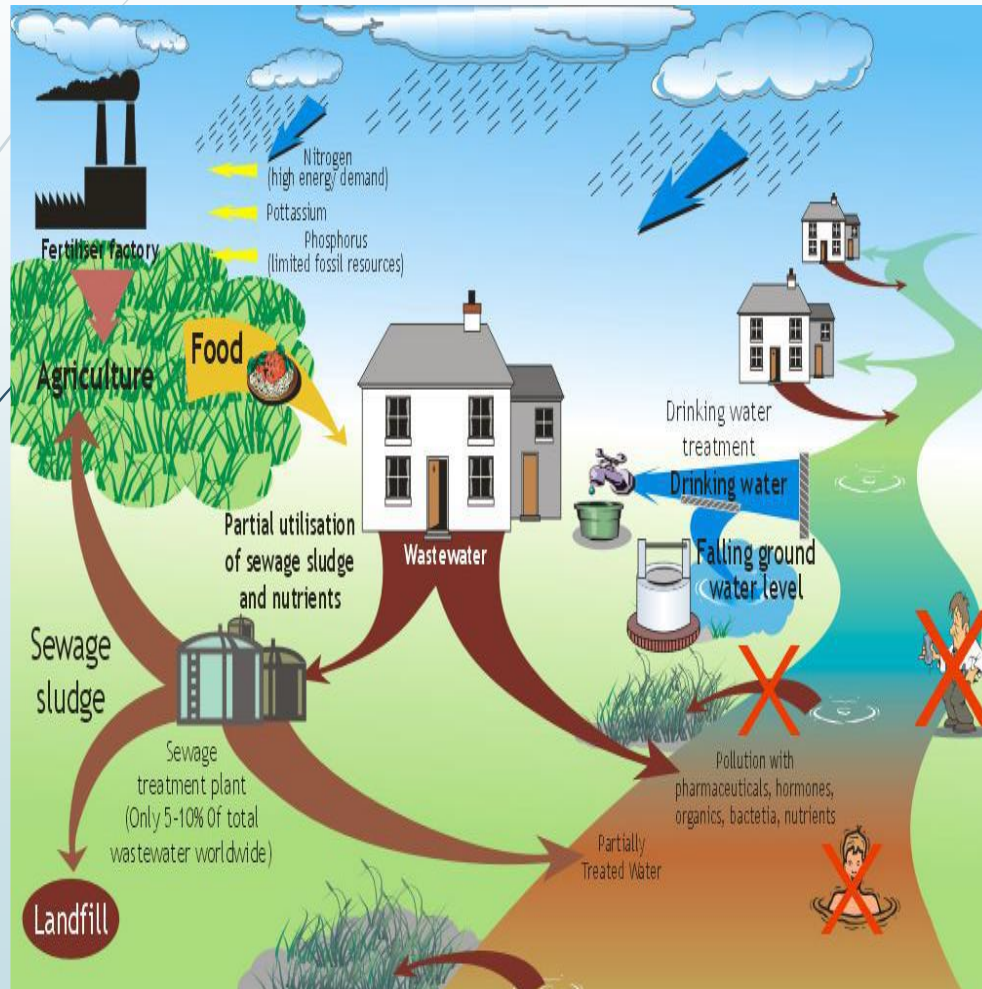 Nitrogen
(high energy demand)
Pottassium
Phosphorus
(limited fossil resources)
Fertiliser factory
Agriculture
Food
Drinking water
treatment
Drinking water
Falling ground
water level
Wastewater
Partial utilisation
of sewage sludge
and nutrients
Sewage
sludge
Sewage
treatment plant
(Only 5-10% Of total
wastewater worldwide)
Landfill
Partially
Treated Water
Pollution with
pharmaceuticals, hormones,
organics, bactetia, nutrients